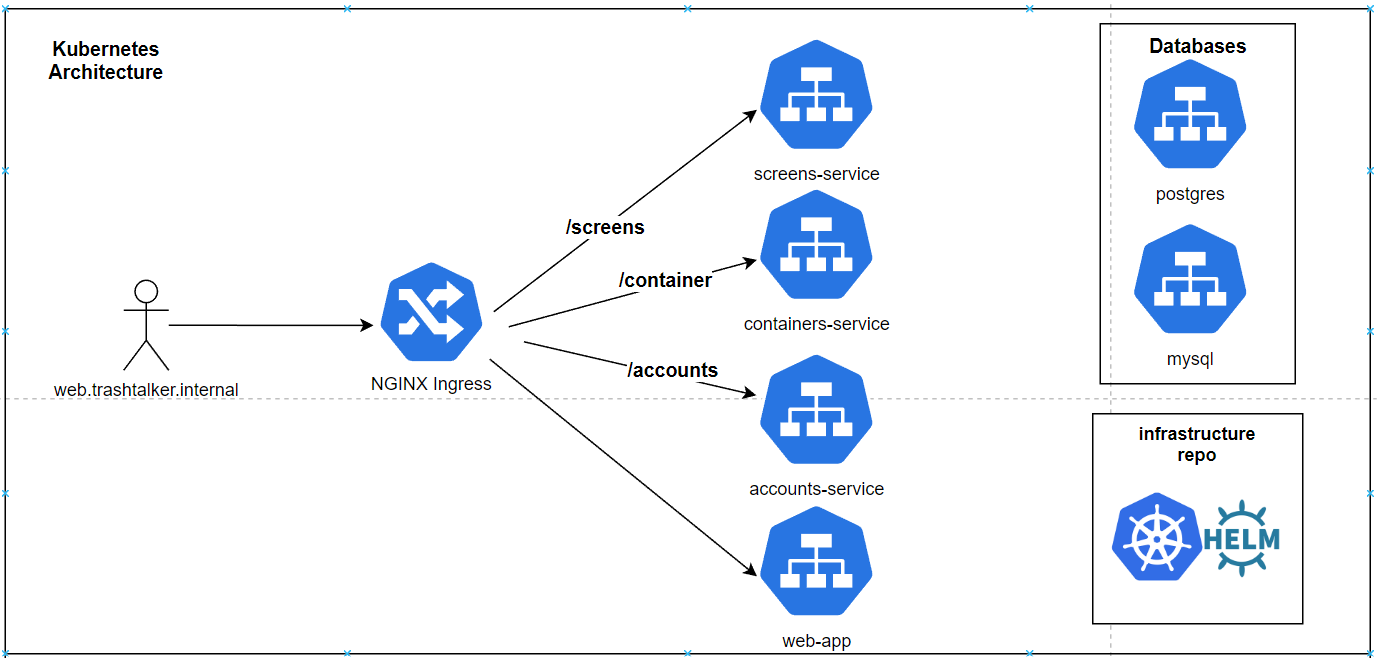 Kubernetes
Architecture
Databases
postgres
mysql
screens-service
/screens
/container
containers-service
/accounts
accounts-service
web-app
NGINX Ingress
web.trashtalker.internal
infrastructure
repo
HELM